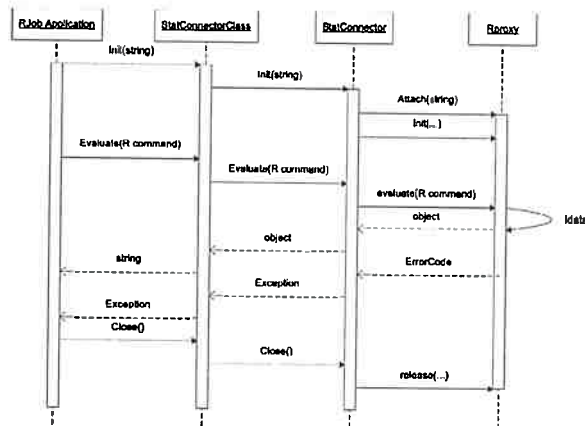 RJob Application
StatConnectorClass
StatConnector
Rproxy
Init(string)
Init(string)
Attach(string)
Init(... )
Evaluate(R command)
Evaluate(R command)
evaluate(R command)
object
object
string
ErrorCode
Exception
Exception
Close()
Close()
release(...)